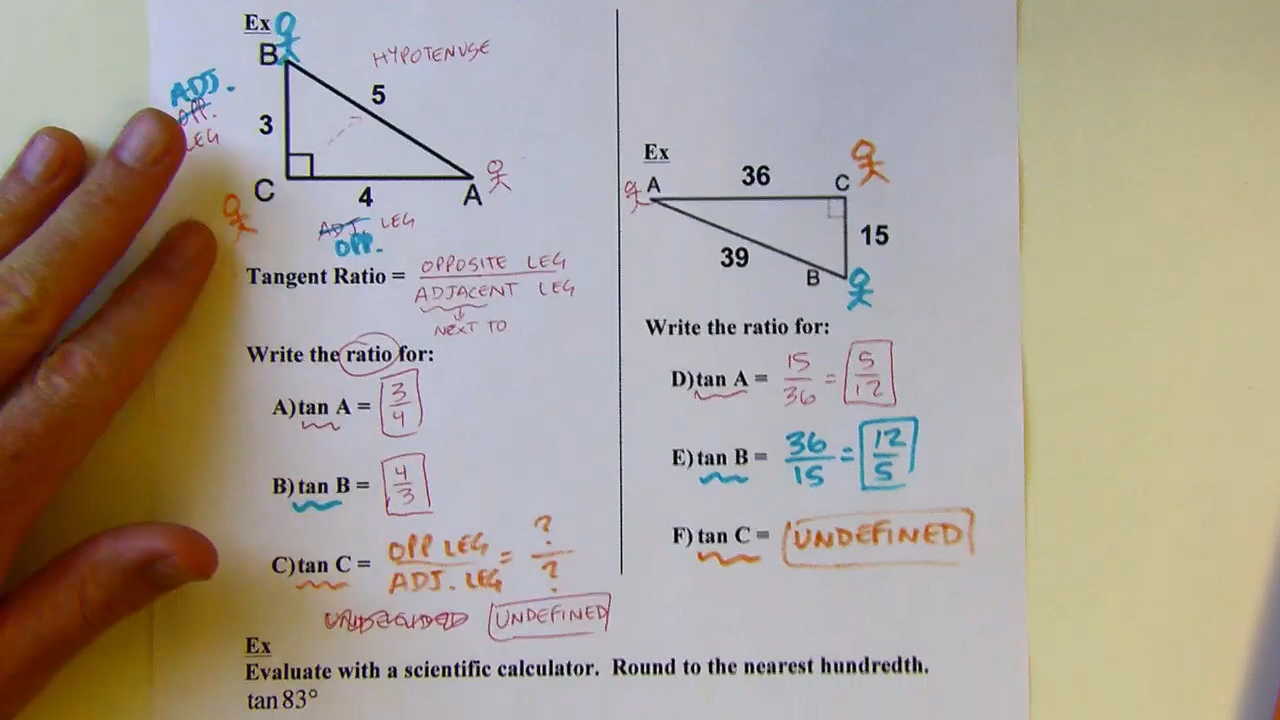 Ex
B
HYPOTENUSE
ADJ.
OPP.
LEG
5
3
C
4
A
ADJ. LEG
OPP.
Tangent Ratio = OPPOSITE LEG
ADJACENT LEG
NEXT TO
Write the ratio for:
A) tan A = 3/4
B) tan B = 4/3
C) tan C = OPP LEG / ADJ. LEG = ? / ?
UNDEFINED
Ex
A
36
C
15
39
B
Write the ratio for:
D) tan A = 15/36 = 5/12
E) tan B = 36/15 = 12/5
F) tan C = UNDEFINED
Ex
Evaluate with a scientific calculator. Round to the nearest hundredth.
tan 83°